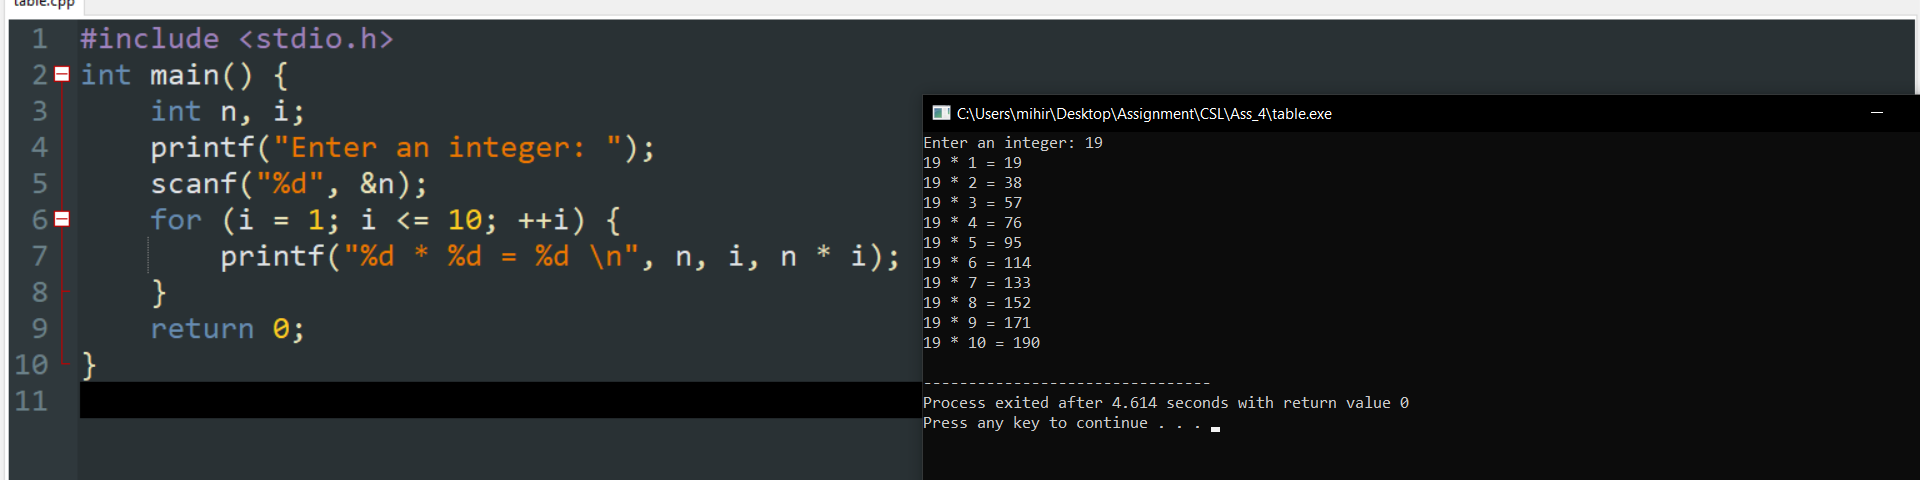 table.cpp
1 #include <stdio.h>
2 int main() {
3 int n, i;
4 printf("Enter an integer: ");
5 scanf("%d", &n);
6 for (i = 1; i <= 10; ++i) {
7 printf("%d * %d = %d \n", n, i, n * i);
8 }
9 return 0;
10 }
11
C:\Users\mihir\Desktop\Assignment\CSL\Ass_4\table.exe
Enter an integer: 19
19 * 1 = 19
19 * 2 = 38
19 * 3 = 57
19 * 4 = 76
19 * 5 = 95
19 * 6 = 114
19 * 7 = 133
19 * 8 = 152
19 * 9 = 171
19 * 10 = 190
--------------------------------
Process exited after 4.614 seconds with return value 0
Press any key to continue . . .